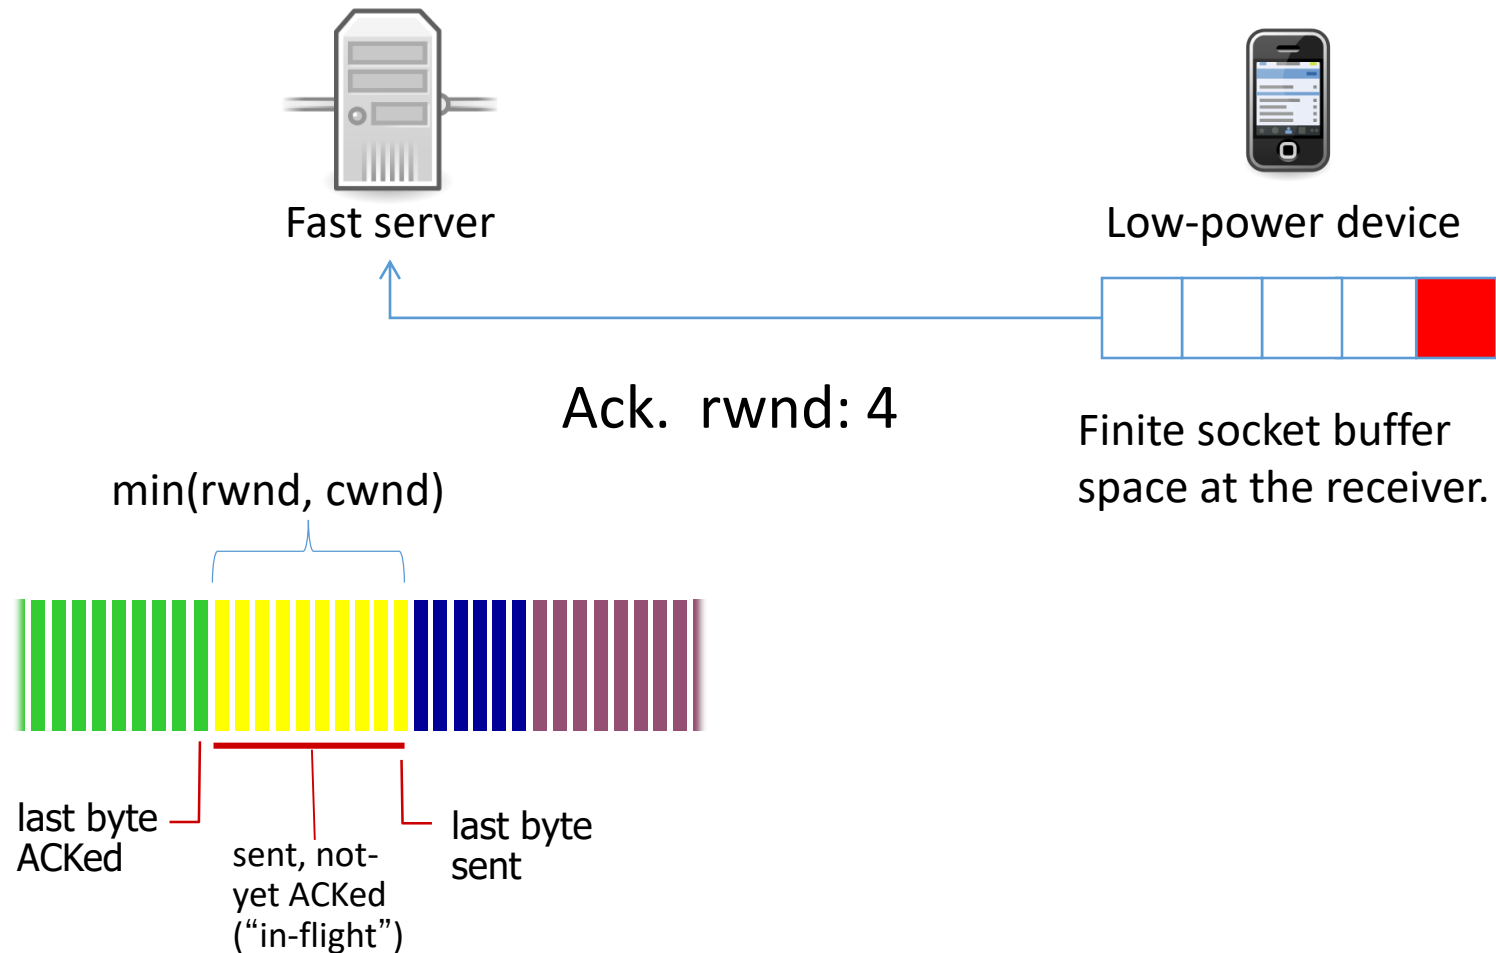 Fast server
Low-power device
Ack.  rwnd: 4
Finite socket buffer
space at the receiver.
min(rwnd, cwnd)
last byte
ACKed
sent, not-
yet ACKed
(“in-flight”)
last byte
sent